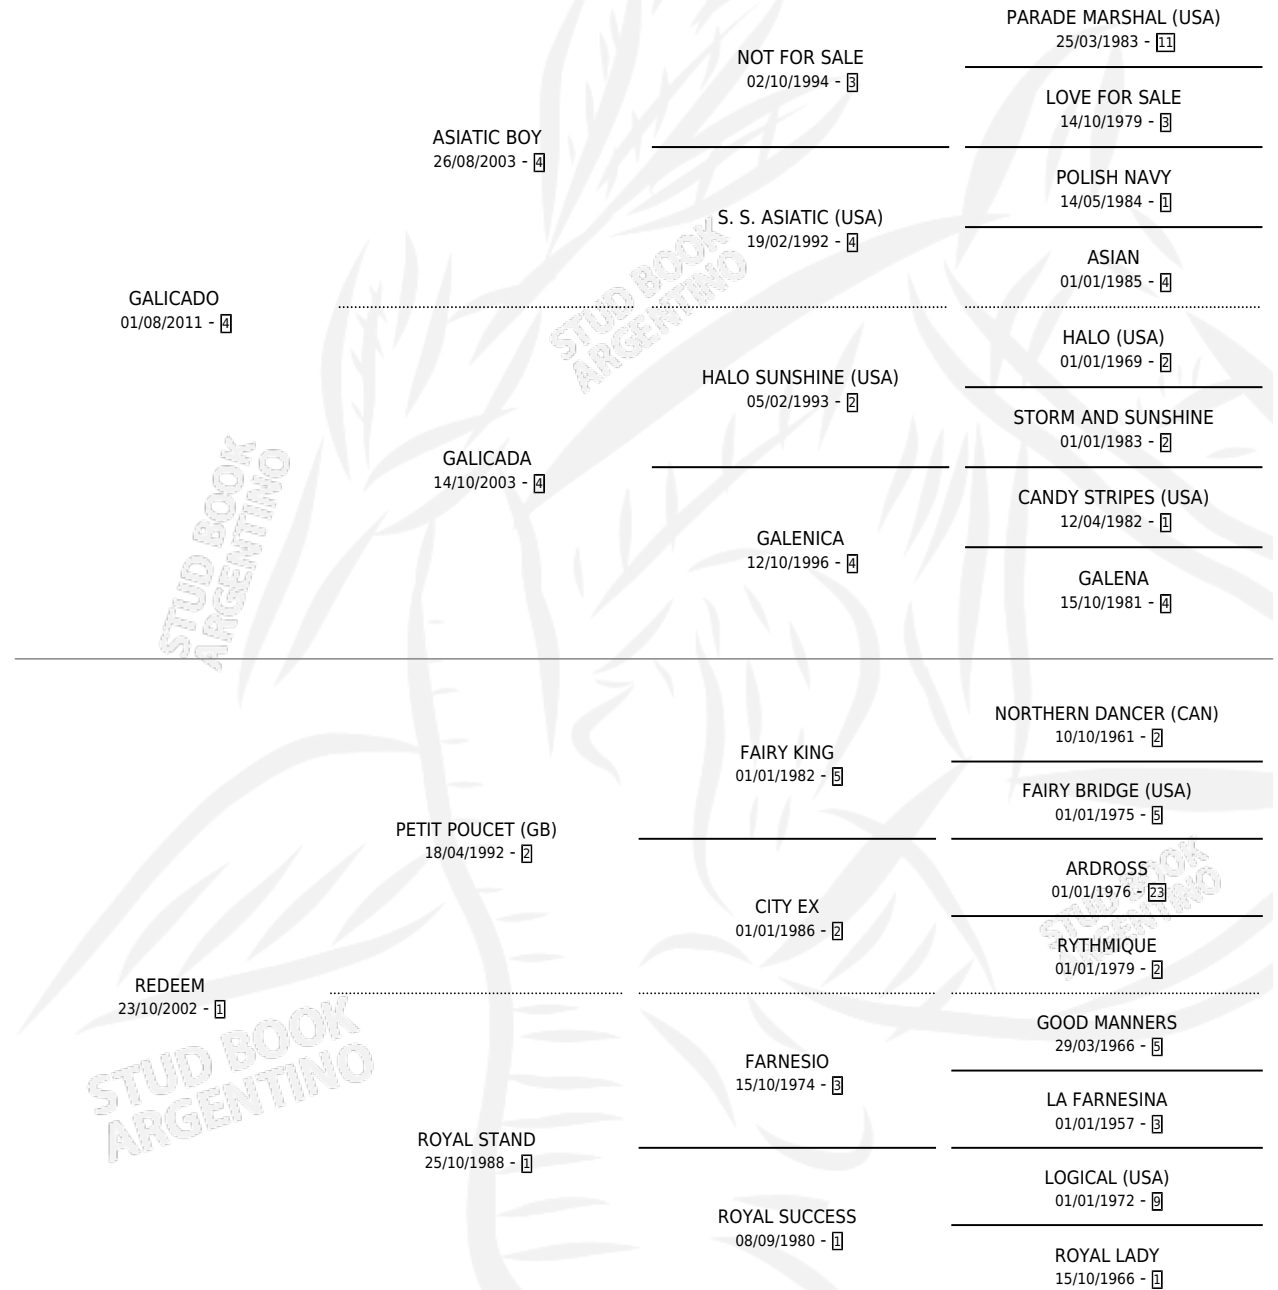 PARADE MARSHAL (USA)
25/03/1983 - 11
NOT FOR SALE
02/10/1994 - 3
LOVE FOR SALE
14/10/1979 - 3
ASIATIC BOY
26/08/2003 - 4
POLISH NAVY
14/05/1984 - 1
S. S. ASIATIC (USA)
19/02/1992 - 4
ASIAN
01/01/1985 - 4
GALICADO
01/08/2011 - 4
HALO (USA)
01/01/1969 - 2
HALO SUNSHINE (USA)
05/02/1993 - 2
STORM AND SUNSHINE
01/01/1983 - 2
GALICADA
14/10/2003 - 4
CANDY STRIPES (USA)
12/04/1982 - 1
GALENICA
12/10/1996 - 4
GALENA
15/10/1981 - 4
NORTHERN DANCER (CAN)
10/10/1961 - 2
FAIRY KING
01/01/1982 - 5
FAIRY BRIDGE (USA)
01/01/1975 - 5
PETIT POUCET (GB)
18/04/1992 - 2
ARDROSS
01/01/1976 - 23
CITY EX
01/01/1986 - 2
RYTHMIQUE
01/01/1979 - 2
REDEEM
23/10/2002 - 1
GOOD MANNERS
29/03/1966 - 5
FARNESIO
15/10/1974 - 3
LA FARNESINA
01/01/1957 - 3
ROYAL STAND
25/10/1988 - 1
LOGICAL (USA)
01/01/1972 - 9
ROYAL SUCCESS
08/09/1980 - 1
ROYAL LADY
15/10/1966 - 1
STUD BOOK
ARGENTINO
STUD BOOK
ARGENTINO
STUD BOOK
ARGENTINO
STUD BOOK
ARGENTINO